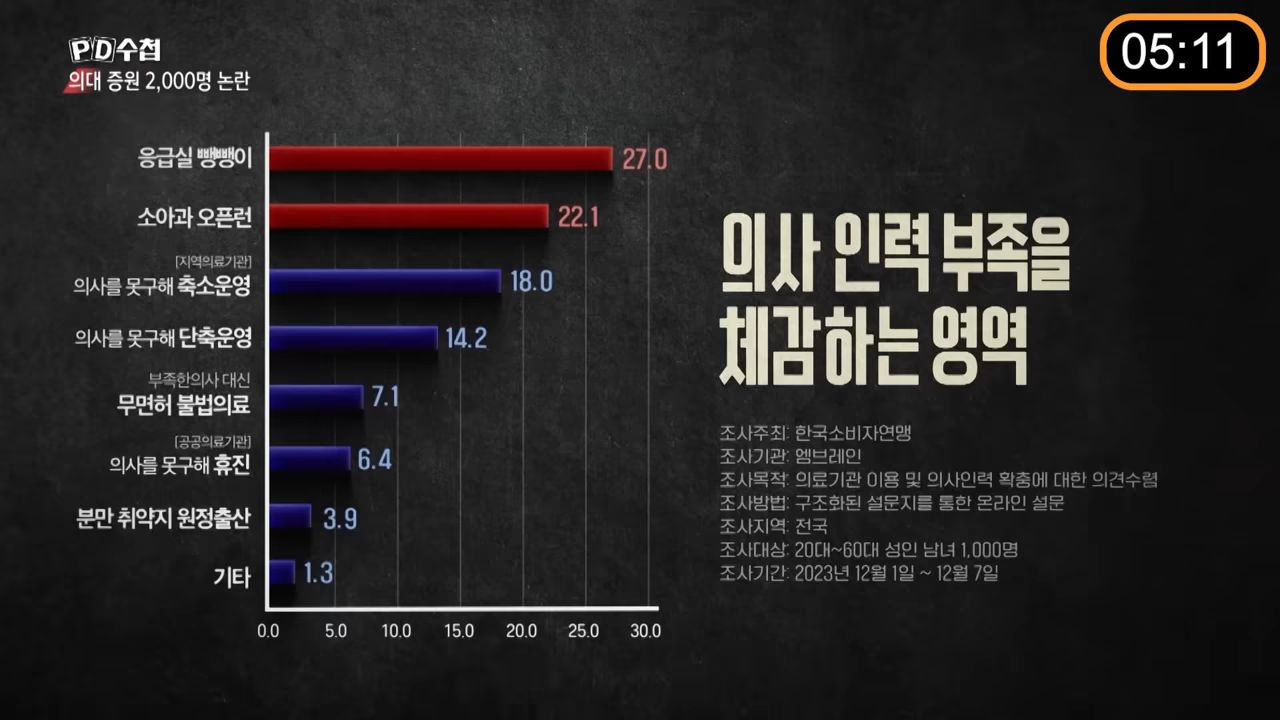 PD수첩
의대 증원 2,000명 논란
05:11
응급실 뺑뺑이
27.0
소아과 오픈런
22.1
[지역의료기관]
의사를 못구해 축소운영
18.0
의사를 못구해 단축운영
14.2
부족한의사 대신
무면허 불법의료
7.1
[공공의료기관]
의사를 못구해 휴진
6.4
분만 취약지 원정출산
3.9
기타
1.3
0.0 5.0 10.0 15.0 20.0 25.0 30.0
의사 인력 부족을
체감하는 영역
조사주최: 한국소비자연맹
조사기관: 엠브레인
조사목적: 의료기관 이용 및 의사인력 확충에 대한 의견수렴
조사방법: 구조화된 설문지를 통한 온라인 설문
조사지역: 전국
조사대상: 20대~60대 성인 남녀 1,000명
조사기간: 2023년 12월 1일 ~ 12월 7일